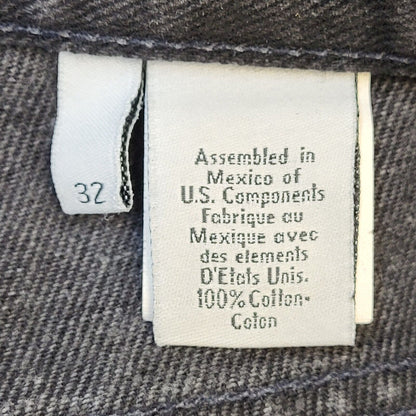 32
Assembled in
Mexico of
U.S. Components
Fabrique au
Mexique avec
des elements
D'Etats Unis.
100% Cotton-
Coton